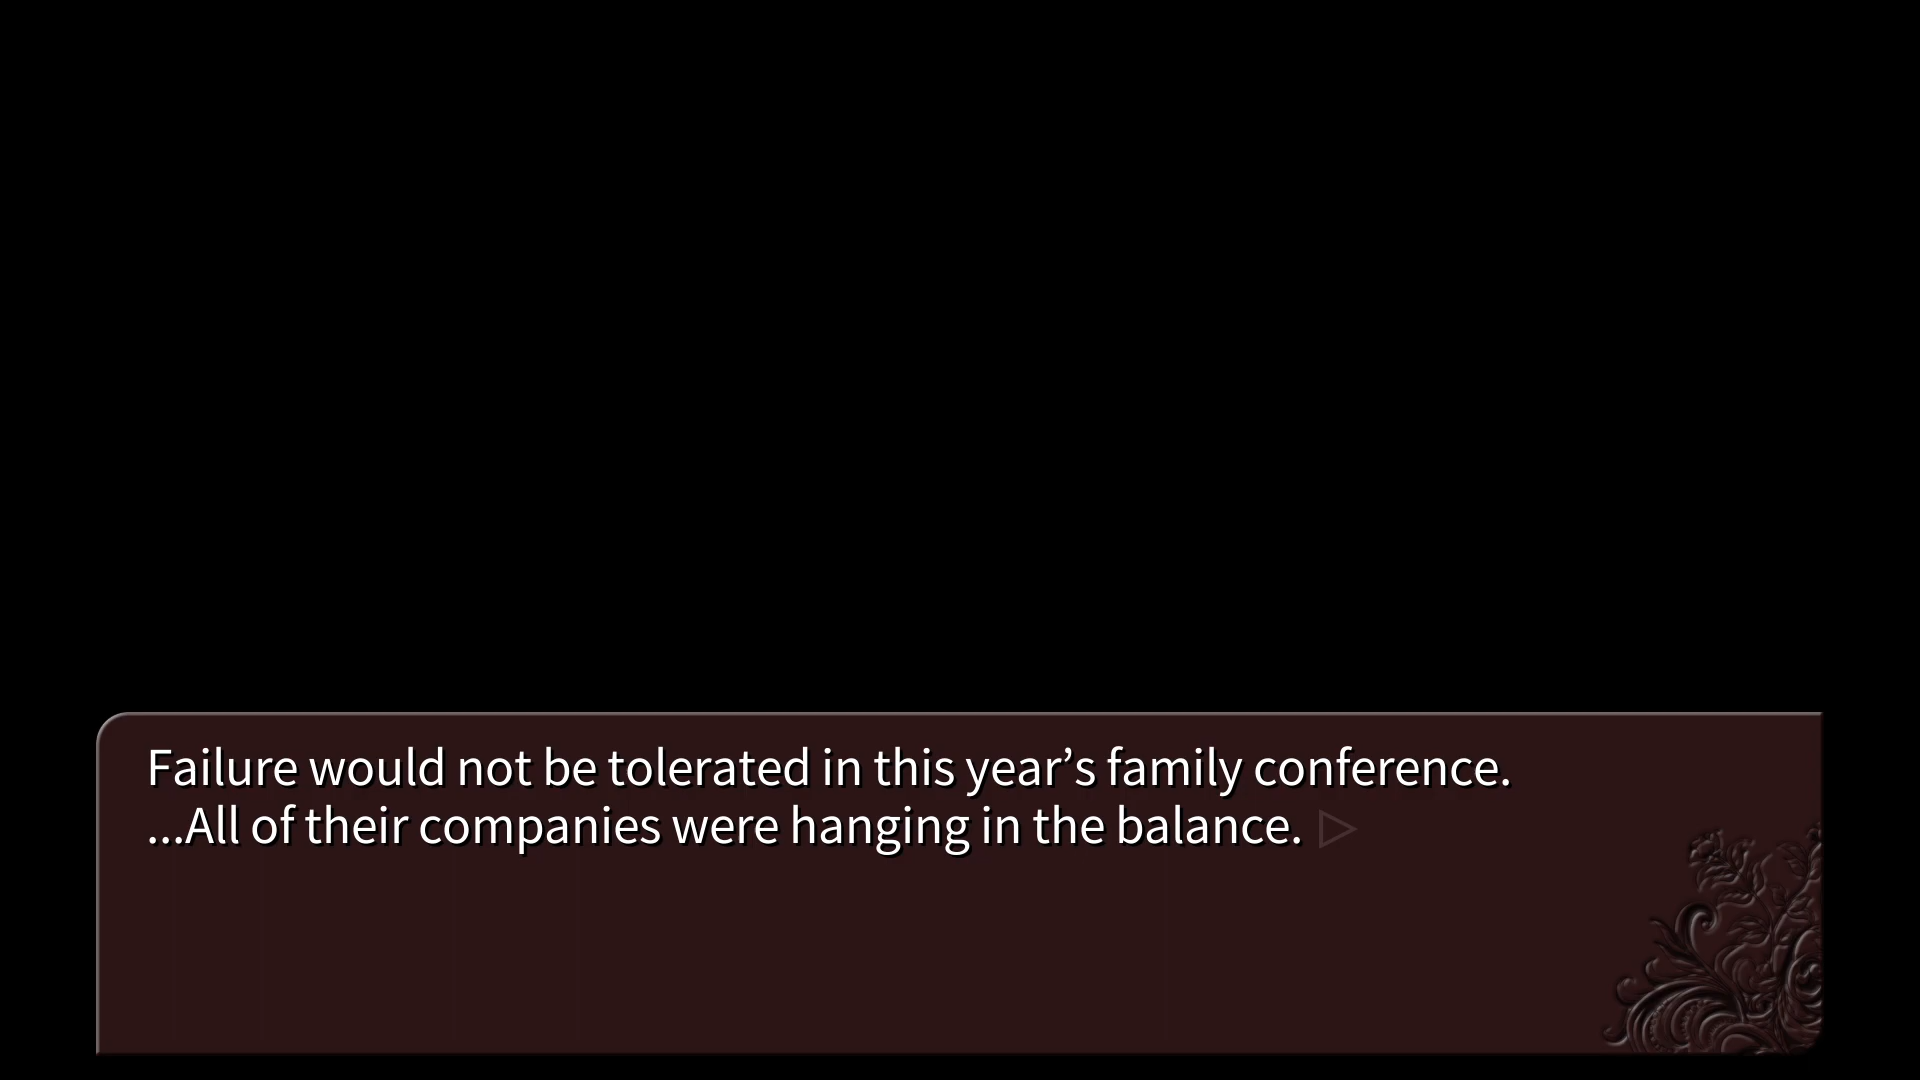 Failure would not be tolerated in this year’s family conference.
...All of their companies were hanging in the balance.